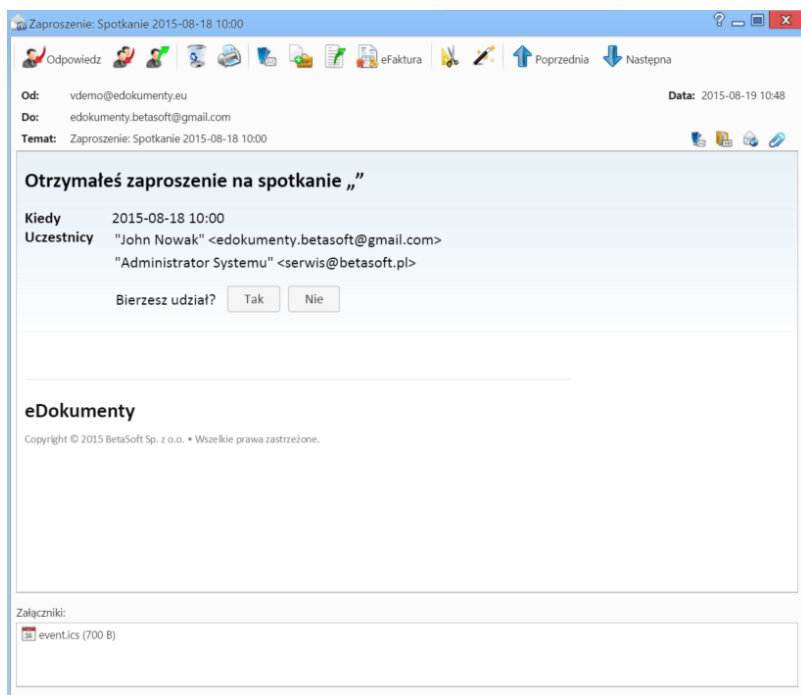 Zaproszenie: Spotkanie 2015-08-18 10:00
Odpowiedz eFaktura Poprzednia Następna
Od: vdemo@edokumenty.eu Data: 2015-08-19 10:48
Do: edokumenty.betasoft@gmail.com
Temat: Zaproszenie: Spotkanie 2015-08-18 10:00
Otrzymałeś zaproszenie na spotkanie „”
Kiedy 2015-08-18 10:00
Uczestnicy "John Nowak" <edokumenty.betasoft@gmail.com>
"Administrator Systemu" <serwis@betasoft.pl>
Bierzesz udział? Tak Nie
eDokumenty
Copyright © 2015 BetaSoft Sp. z o.o. • Wszelkie prawa zastrzeżone.
Załączniki:
event.ics (700 B)